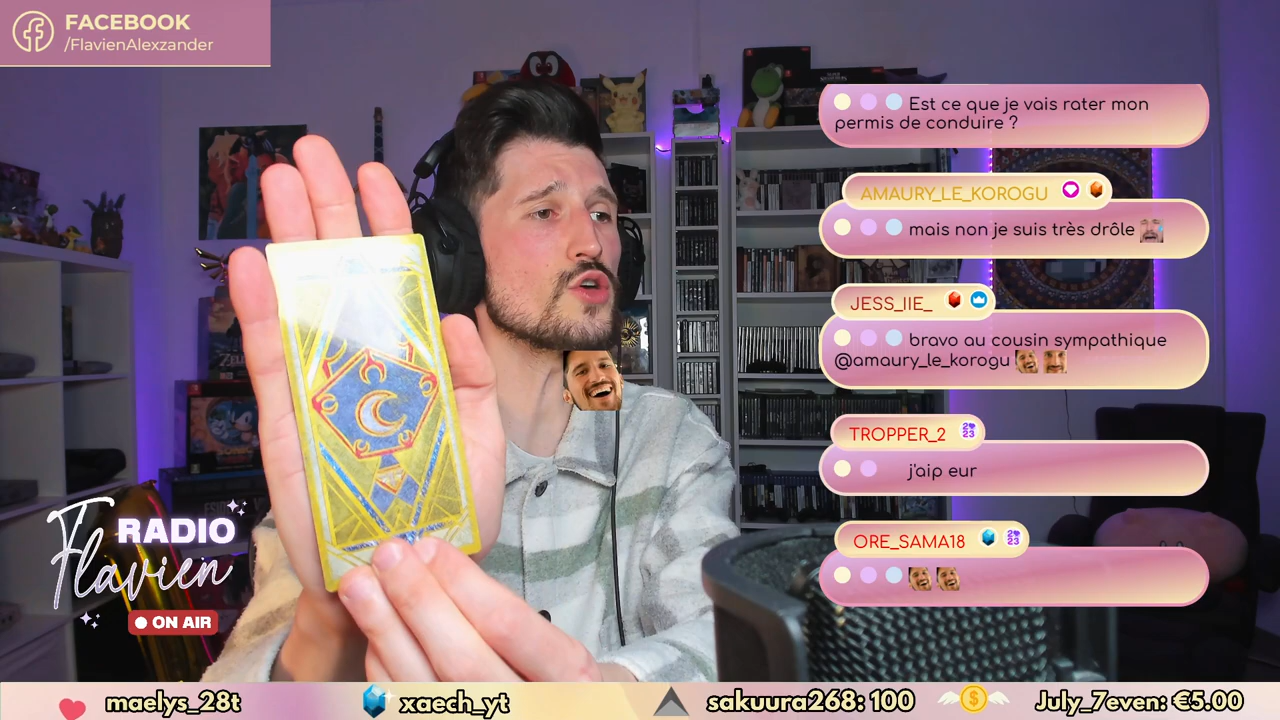 FACEBOOK
/FlavienAlexzander
Est ce que je vais rater mon
permis de conduire ?
AMAURY_LE_KOROGU
mais non je suis très drôle
JESS_IIE_
bravo au cousin sympathique
@amaury_le_korogu
TROPPER_2
j'aip eur
ORE_SAMA18
RADIO
Flavien
ON AIR
maelys_28t
xaech_yt
sakuura268: 100
July_7even: €5.00